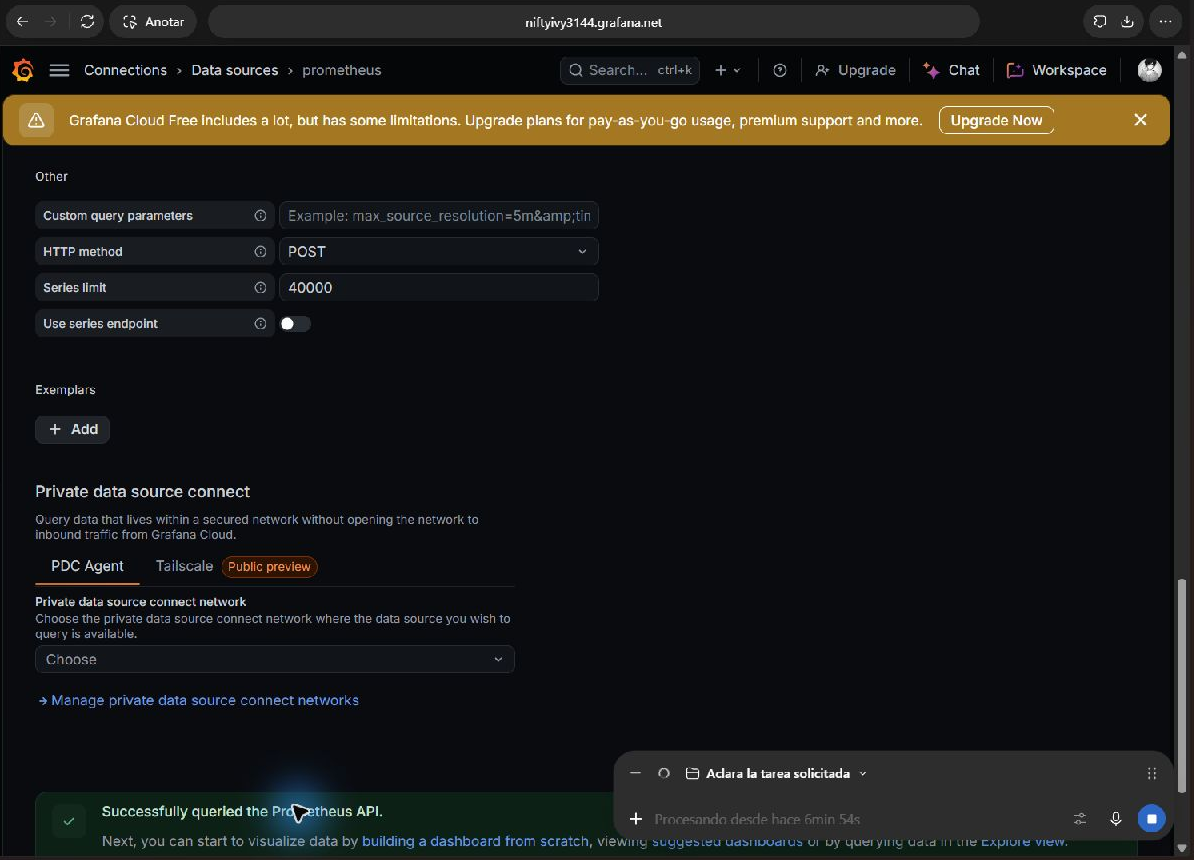 Anotar
niftyivy3144.grafana.net
Connections › Data sources › prometheus
Search... ctrl+k
Upgrade
Chat
Workspace
Grafana Cloud Free includes a lot, but has some limitations. Upgrade plans for pay-as-you-go usage, premium support and more.
Upgrade Now
Other
Custom query parameters
Example: max_source_resolution=5m&amp;tin
HTTP method
POST
Series limit
40000
Use series endpoint
Exemplars
+ Add
Private data source connect
Query data that lives within a secured network without opening the network to
inbound traffic from Grafana Cloud.
PDC Agent
Tailscale
Public preview
Private data source connect network
Choose the private data source connect network where the data source you wish to
query is available.
Choose
→ Manage private data source connect networks
Aclara la tarea solicitada
Procesando desde hace 6min 54s
Successfully queried the Prometheus API.
Next, you can start to visualize data by building a dashboard from scratch, viewing suggested dashboards or by querying data in the Explore view.